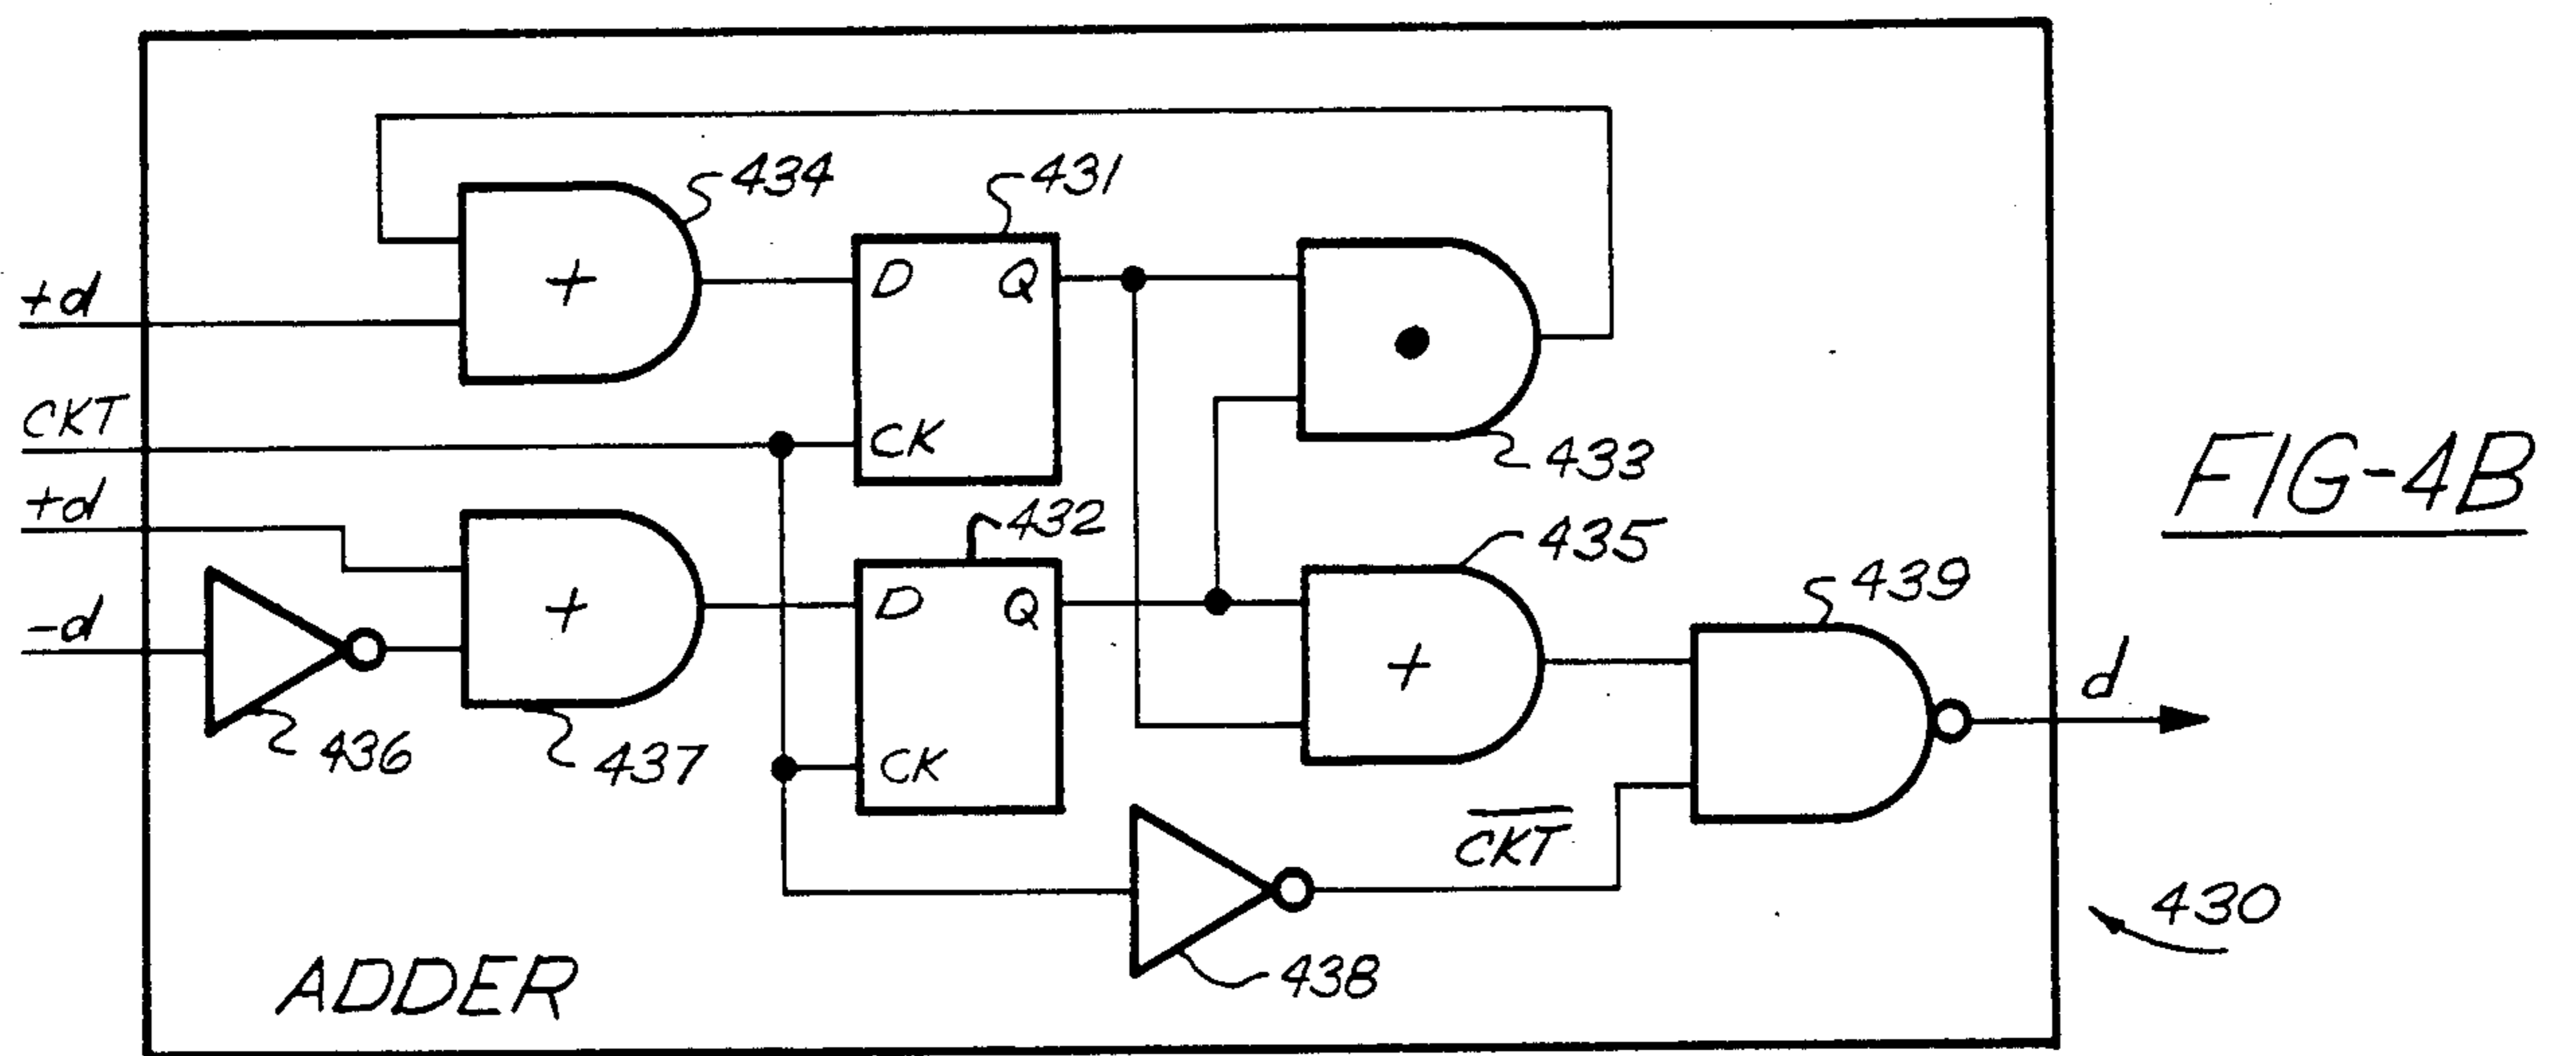 434
431
+
D Q
+d
CKT
CK
433
FIG-4B
+d
432
435
439
+
D Q
+
-d
d
436
437
CK
CKT
430
438
ADDER